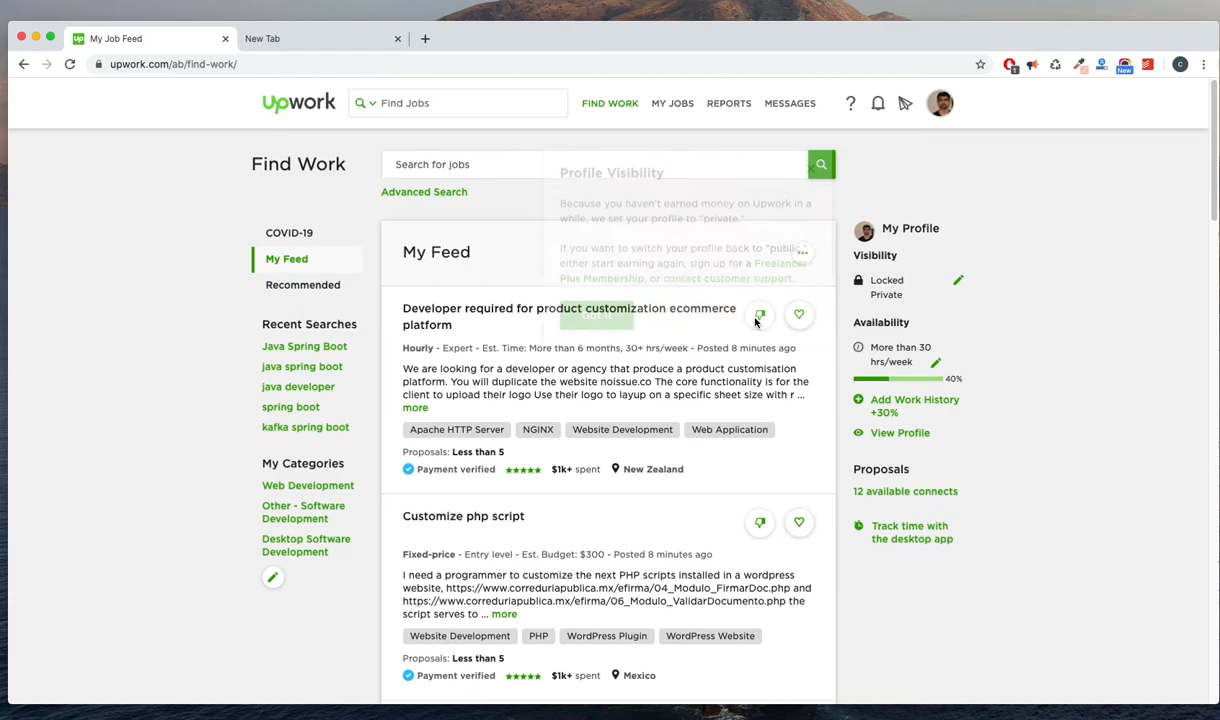 My Job Feed
New Tab
upwork.com/ab/find-work/
1
New
C
up
upwork
Find Jobs
FIND WORK
MY JOBS
REPORTS
MESSAGES
?
Find Work
Search for jobs
Advanced Search
Profile Visibility
Because you haven't earned money on Upwork in a
while, we set your profile to "private."
If you want to switch your profile back to "public,"
either start earning again, sign up for a Freelancer
Plus Membership, or contact customer support.
Got it
COVID-19
My Feed
Recommended
Recent Searches
Java Spring Boot
java spring boot
java developer
spring boot
kafka spring boot
My Categories
Web Development
Other - Software
Development
Desktop Software
Development
My Feed
Developer required for product customization ecommerce
platform
Hourly - Expert - Est. Time: More than 6 months, 30+ hrs/week - Posted 8 minutes ago
We are looking for a developer or agency that produce a product customisation
platform. You will duplicate the website noissue.co The core functionality is for the
client to upload their logo Use their logo to layup on a specific sheet size with r ...
more
Apache HTTP Server
NGINX
Website Development
Web Application
Proposals: Less than 5
Payment verified
$1k+ spent
New Zealand
Customize php script
Fixed-price - Entry level - Est. Budget: $300 - Posted 8 minutes ago
I need a programmer to customize the next PHP scripts installed in a wordpress
website, https://www.correduriapublica.mx/efirma/04_Modulo_FirmarDoc.php and
https://www.correduriapublica.mx/efirma/06_Modulo_ValidarDocumento.php the
script serves to ... more
Website Development
PHP
WordPress Plugin
WordPress Website
Proposals: Less than 5
Payment verified
$1k+ spent
Mexico
My Profile
Visibility
Locked
Private
Availability
More than 30
hrs/week
40%
Add Work History
+30%
View Profile
Proposals
12 available connects
Track time with
the desktop app